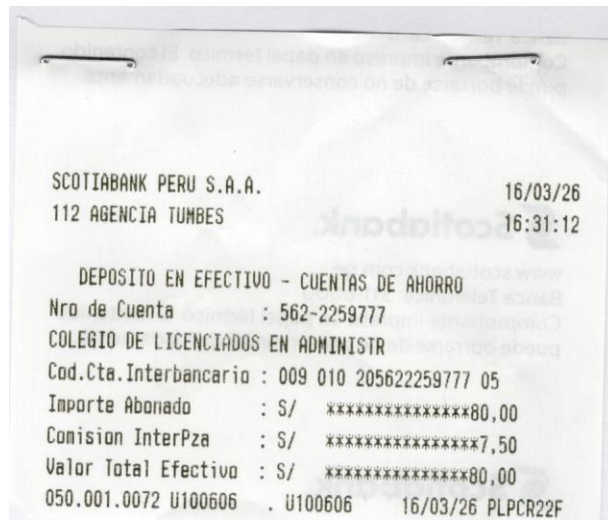 SCOTIABANK PERU S.A.A. 16/03/26
112 AGENCIA TUMBES 16:31:12
DEPOSITO EN EFECTIVO - CUENTAS DE AHORRO
Nro de Cuenta : 562-2259777
COLEGIO DE LICENCIADOS EN ADMINISTR
Cod.Cta.Interbancario : 009 010 205622259777 05
Importe Abonado : S/ ***************80,00
Comision InterPza : S/ ****************7,50
Valor Total Efectivo : S/ ***************80,00
050.001.0072 U100606 . U100606 16/03/26 PLPCR22F